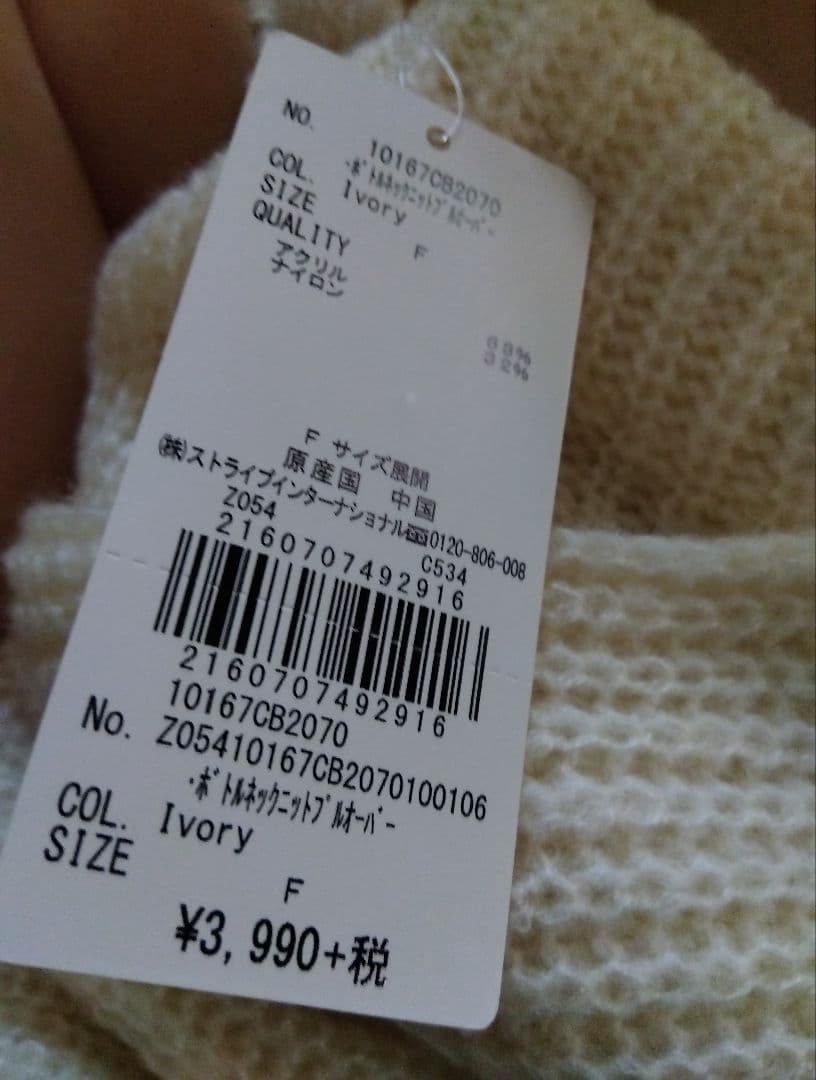 NO. 10167CB2070
・ボトルネックニットプルオーバー
COL. Ivory
SIZE F
QUALITY
アクリル 68%
ナイロン 32%
F サイズ展開
原産国 中国
㈱ストライプインターナショナル☎0120-806-008
Z054 C534
2160707492916
2160707492916
10167CB2070
No. Z05410167CB2070100106
・ボトルネックニットプルオーバー
COL. Ivory
SIZE F
¥3,990+税